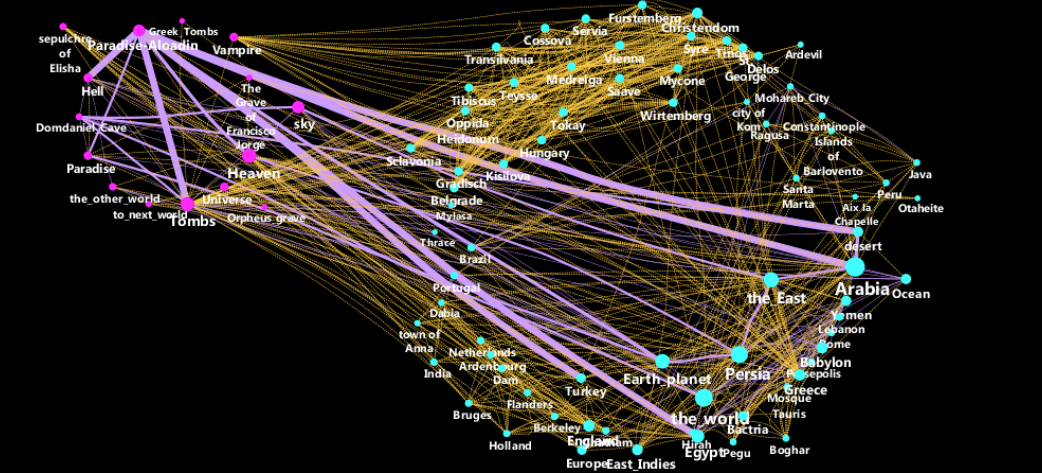 sepulchre
of
Elisha
Paradise-Aloadin
Greek_Tombs
Vampire
Hell
The
Grave
of
Francisco
Jorge
sky
Domdaniel_Cave
Paradise
Heaven
the_other_world
Universe
to_next_world
Tombs
Orpheus_grave
Furstemberg
Christendom
Servia
Cossova
Syre
Tinos
Transilvania
Vienna
St
George
Delos
Ardevil
Medreiga
Saave
Mycone
Teysse
Tibiscus
Mohareb_City
Wirtemberg
Oppida
Heidonum
Tokay
city of
Kom
Ragusa
Constantinople
Islands
of
Barlovento
Hungary
Sclavonia
Kisilova
Gradisch
Java
Belgrade
Santa
Marta
Peru
Mylasa
Aix la
Chapelle
Otaheite
Thrace
desert
Brazil
Portugal
Arabia
Ocean
the_East
Dabia
Yemen
Lebanon
town of
Anna
Rome
Netherlands
Babylon
India
Ardenbourg
Dam
Earth_planet
Persia
Persepolis
Greece
Turkey
Mosque
Bruges
Flanders
Tauris
Berkeley
the_world
Bactria
Holland
England
Hirah
Egypt
Pegu
Boghar
Europe
East_Indies